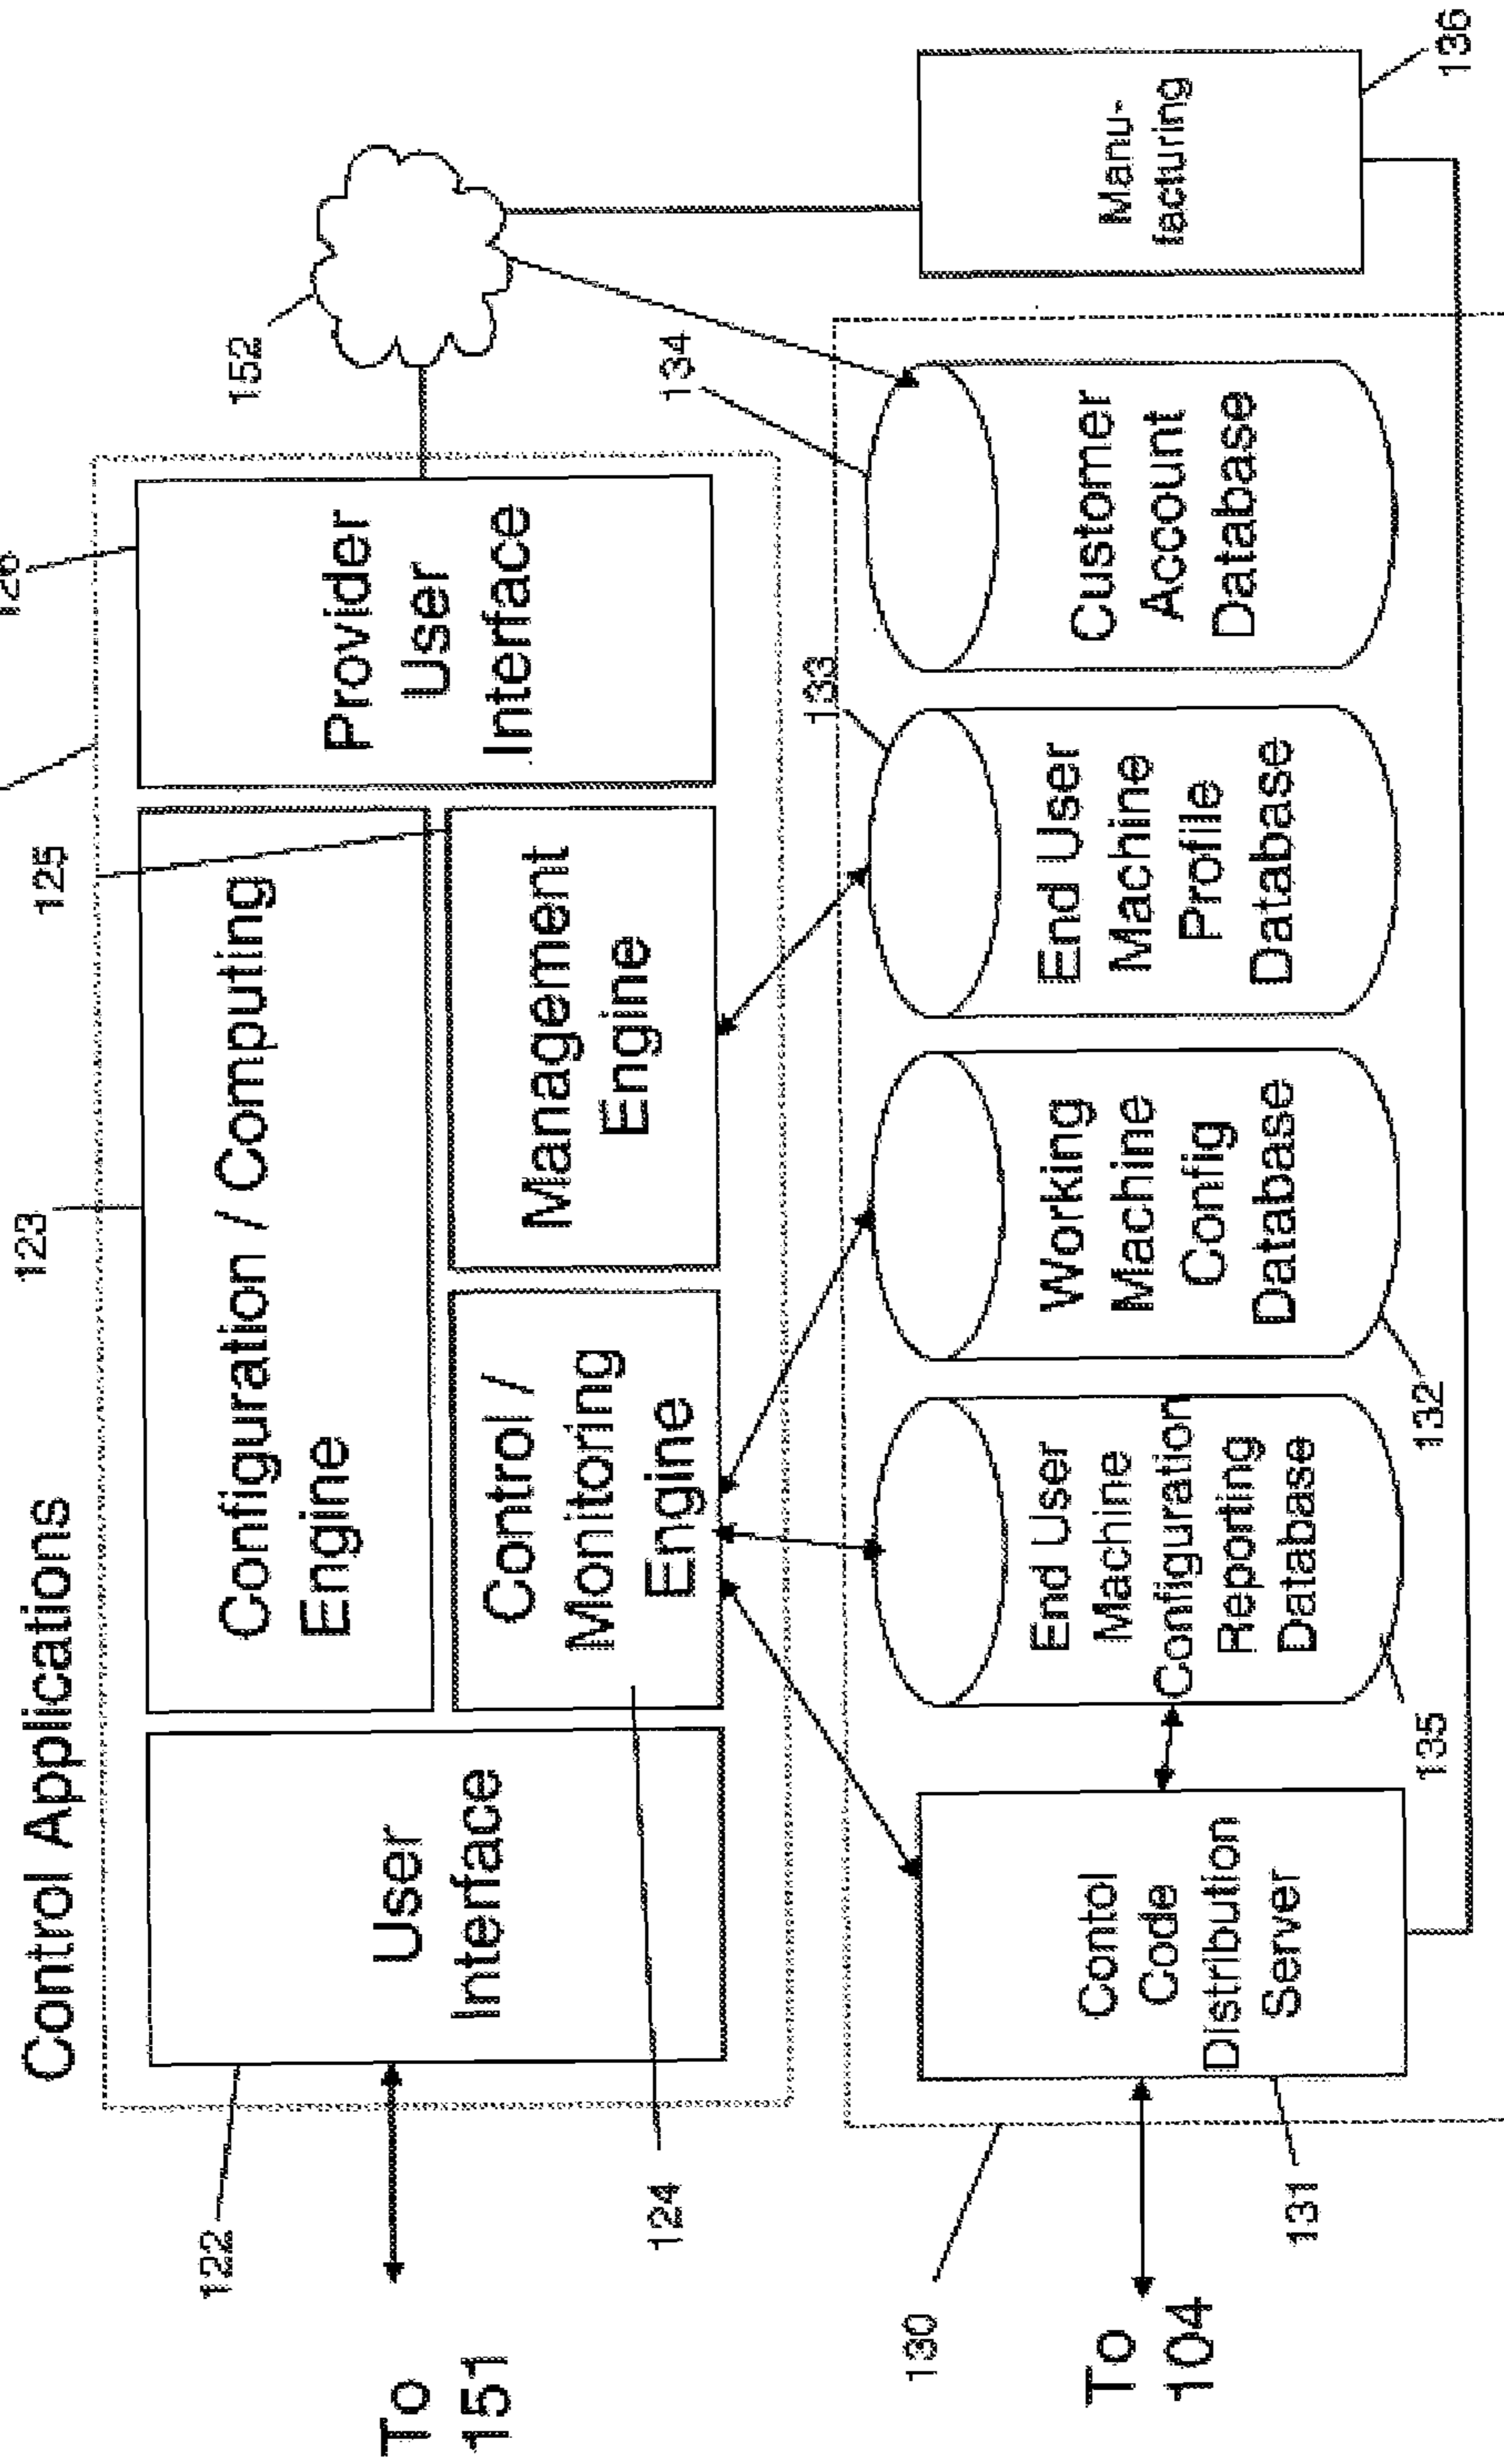 Control Applications
123
125
126
152
122
User
Interface
Configuration / Computing
Engine
Control /
Monitoring
Engine
Management
Engine
Provider
User
Interface
To
151
124
133
134
130
To
104
Contol
Code
Distribution
Server
End User
Machine
Configuration
Reporting
Database
Working
Machine
Config
Database
End User
Machine
Profile
Database
Customer
Account
Database
Manu-
facturing
131
135
132
136